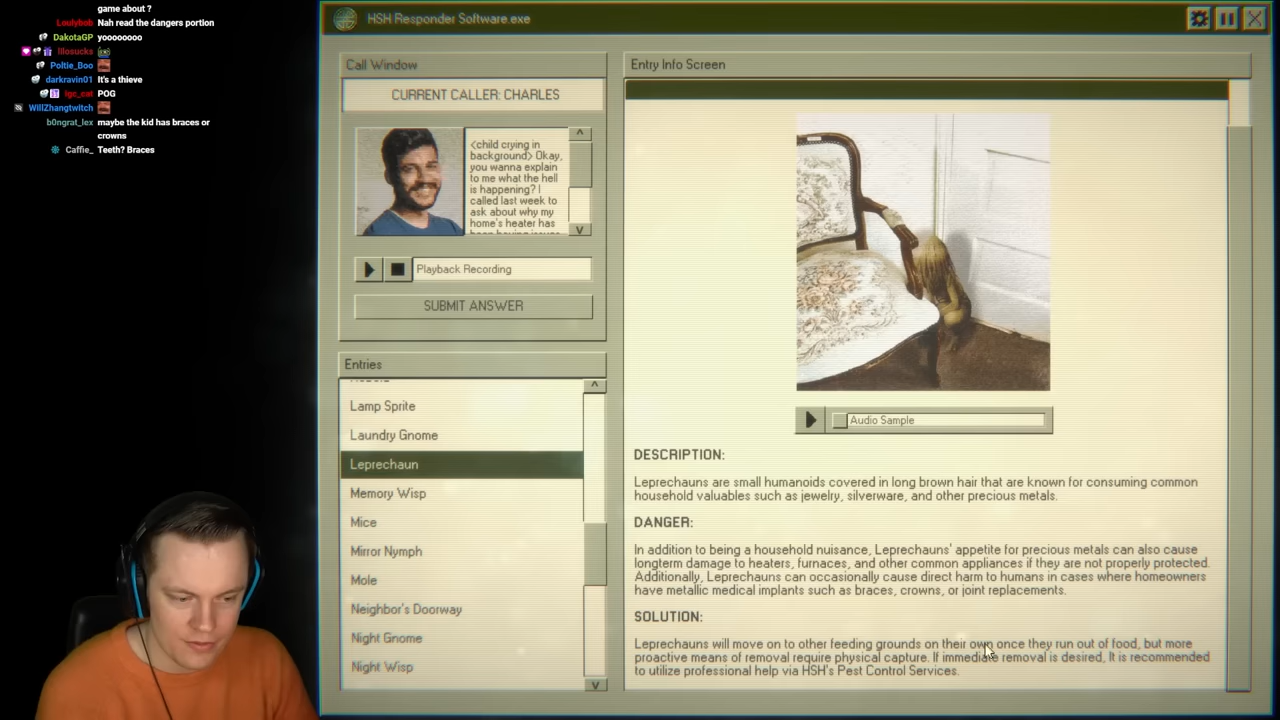 game about ?
Loulybob Nah read the dangers portion
DakotaGP yoooooooo
lilosucks
Poltie_Boo
darkravin01 It's a thieve
igc_cat POG
WillZhangtwitch
b0ngrat_lex maybe the kid has braces or
crowns
Caffie_ Teeth? Braces
HSH Responder Software.exe
Call Window
CURRENT CALLER: CHARLES
<child crying in
background> Okay,
you wanna explain
to me what the hell
is happening? I
called last week to
ask about why my
home's heater has
Playback Recording
SUBMIT ANSWER
Entries
Lamp Sprite
Laundry Gnome
Leprechaun
Memory Wisp
Mice
Mirror Nymph
Mole
Neighbor's Doorway
Night Gnome
Night Wisp
Entry Info Screen
Audio Sample
DESCRIPTION:
Leprechauns are small humanoids covered in long brown hair that are known for consuming common
household valuables such as jewelry, silverware, and other precious metals.
DANGER:
In addition to being a household nuisance, Leprechauns' appetite for precious metals can also cause
longterm damage to heaters, furnaces, and other common appliances if they are not properly protected.
Additionally, Leprechauns can occasionally cause direct harm to humans in cases where homeowners
have metallic medical implants such as braces, crowns, or joint replacements.
SOLUTION:
Leprechauns will move on to other feeding grounds on their own once they run out of food, but more
proactive means of removal require physical capture. If immediate removal is desired, It is recommended
to utilize professional help via HSH's Pest Control Services.